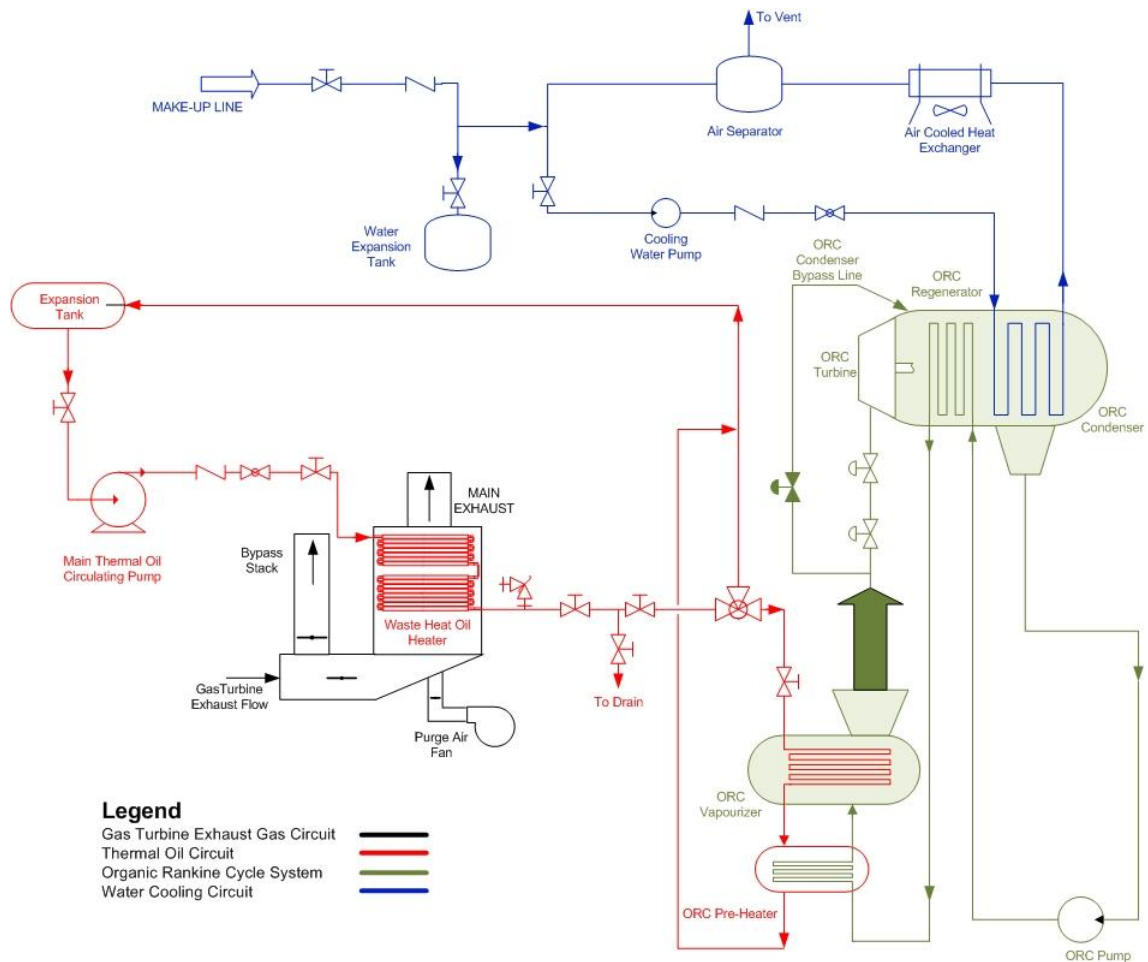 To Vent
MAKE-UP LINE
Air Separator
Air Cooled Heat
Exchanger
Water
Expansion
Tank
Cooling
Water Pump
ORC
Condenser
Bypass Line
ORC
Regenerator
Expansion
Tank
ORC
Turbine
ORC
Condenser
MAIN
EXHAUST
Main Thermal Oil
Circulating Pump
Bypass
Stack
Waste Heat Oil
Heater
GasTurbine
Exhaust Flow
To Drain
Purge Air
Fan
ORC
Vapourizer
Legend
Gas Turbine Exhaust Gas Circuit
Thermal Oil Circuit
Organic Rankine Cycle System
Water Cooling Circuit
ORC Pre-Heater
ORC Pump